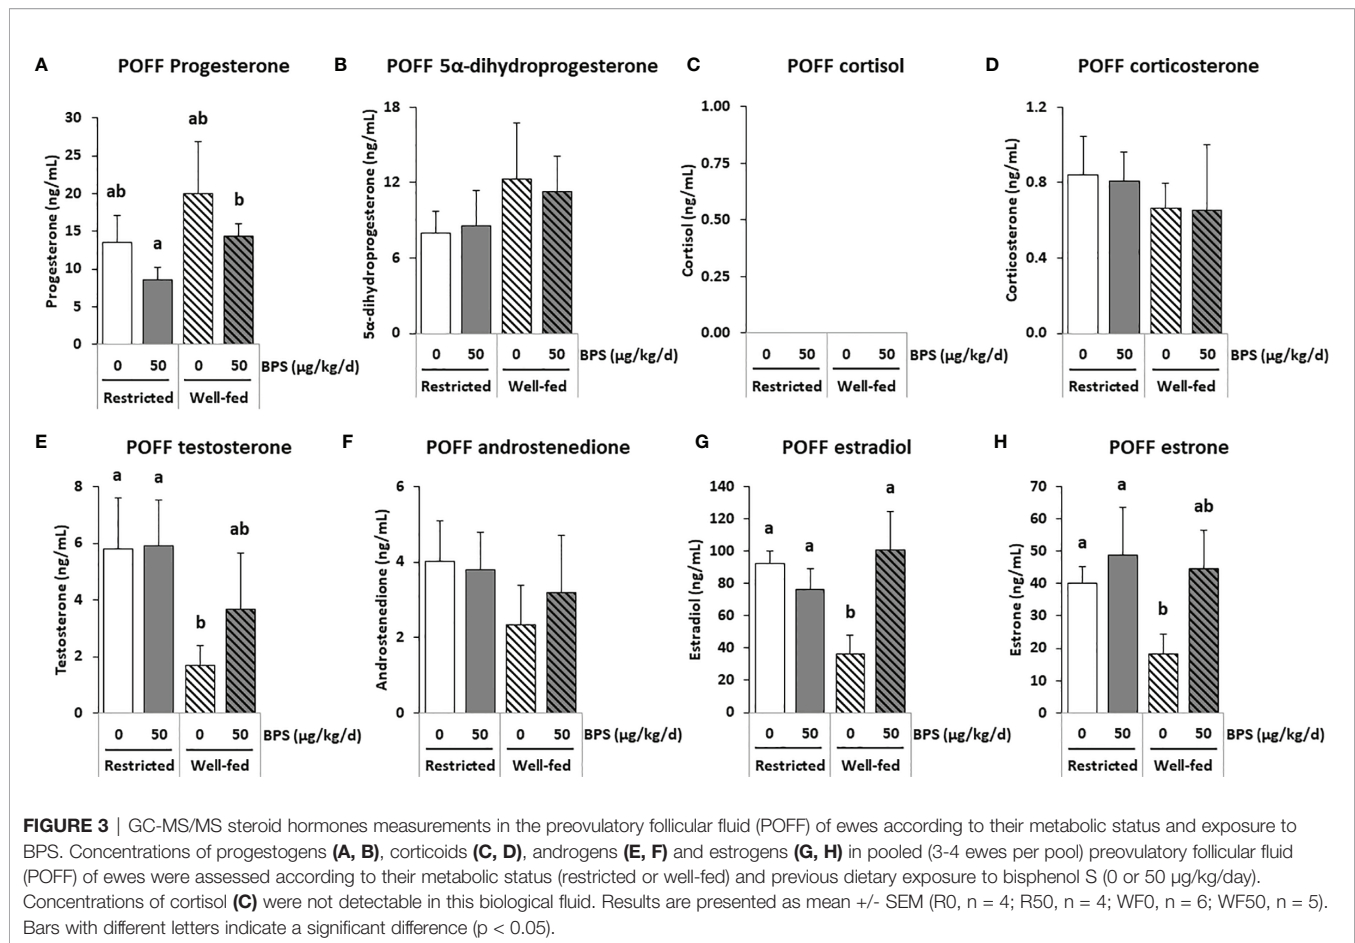 A POFF Progesterone
Progesterone (ng/mL)
30
25
20
15
10
5
0
ab
a
ab
b
0 50 0 50 BPS (µg/kg/d)
Restricted Well-fed
B POFF 5α-dihydroprogesterone
5α-dihydroprogesterone (ng/mL)
18
12
6
0
0 50 0 50 BPS (µg/kg/d)
Restricted Well-fed
C POFF cortisol
Cortisol (ng/mL)
1.00
0.75
0.50
0.25
0.00
0 50 0 50 BPS (µg/kg/d)
Restricted Well-fed
D POFF corticosterone
Corticosterone (ng/mL)
1.2
0.8
0.4
0.0
0 50 0 50 BPS (µg/kg/d)
Restricted Well-fed
E POFF testosterone
Testosterone (ng/mL)
8
6
4
2
0
a
a
b
ab
0 50 0 50 BPS (µg/kg/d)
Restricted Well-fed
F POFF androstenedione
Androstenedione (ng/mL)
6
4
2
0
0 50 0 50 BPS (µg/kg/d)
Restricted Well-fed
G POFF estradiol
Estradiol (ng/mL)
140
120
100
80
60
40
20
0
a
a
b
a
0 50 0 50 BPS (µg/kg/d)
Restricted Well-fed
H POFF estrone
Estrone (ng/mL)
70
60
50
40
30
20
10
0
a
a
b
ab
0 50 0 50 BPS (µg/kg/d)
Restricted Well-fed
FIGURE 3 | GC-MS/MS steroid hormones measurements in the preovulatory follicular fluid (POFF) of ewes according to their metabolic status and exposure to
BPS. Concentrations of progestogens (A, B), corticoids (C, D), androgens (E, F) and estrogens (G, H) in pooled (3-4 ewes per pool) preovulatory follicular fluid
(POFF) of ewes were assessed according to their metabolic status (restricted or well-fed) and previous dietary exposure to bisphenol S (0 or 50 µg/kg/day).
Concentrations of cortisol (C) were not detectable in this biological fluid. Results are presented as mean +/- SEM (R0, n = 4; R50, n = 4; WF0, n = 6; WF50, n = 5).
Bars with different letters indicate a significant difference (p < 0.05).